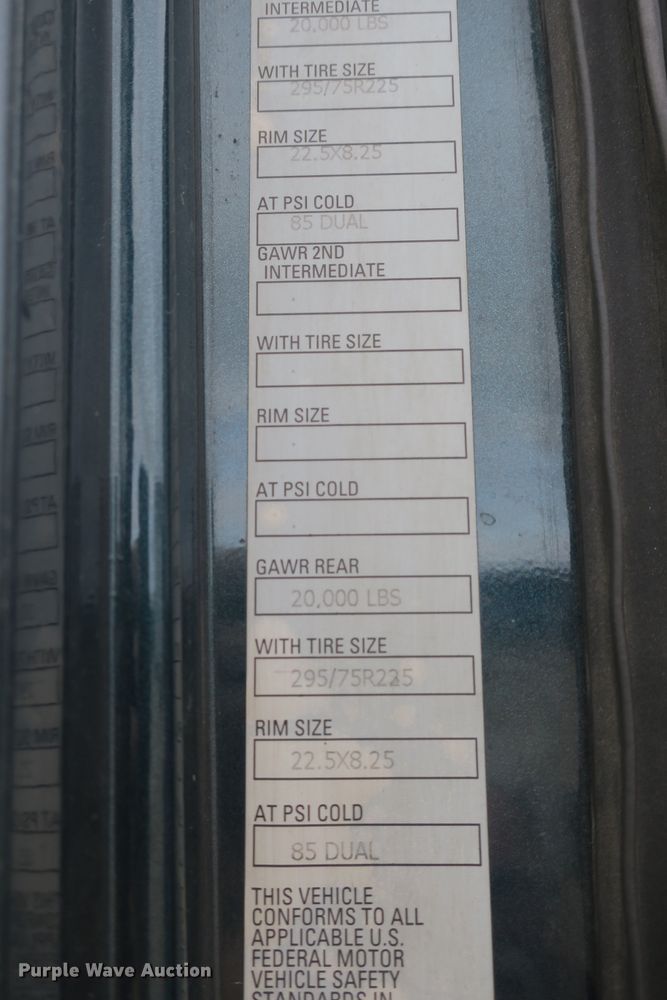 INTERMEDIATE
20,000 LBS
WITH TIRE SIZE
295/75R225
RIM SIZE
22.5X8.25
AT PSI COLD
85 DUAL
GAWR 2ND
INTERMEDIATE
WITH TIRE SIZE
RIM SIZE
AT PSI COLD
GAWR REAR
20,000 LBS
WITH TIRE SIZE
295/75R225
RIM SIZE
22.5X8.25
AT PSI COLD
85 DUAL
THIS VEHICLE
CONFORMS TO ALL
APPLICABLE U.S.
FEDERAL MOTOR
VEHICLE SAFETY
STANDARDS IN
Purple Wave Auction